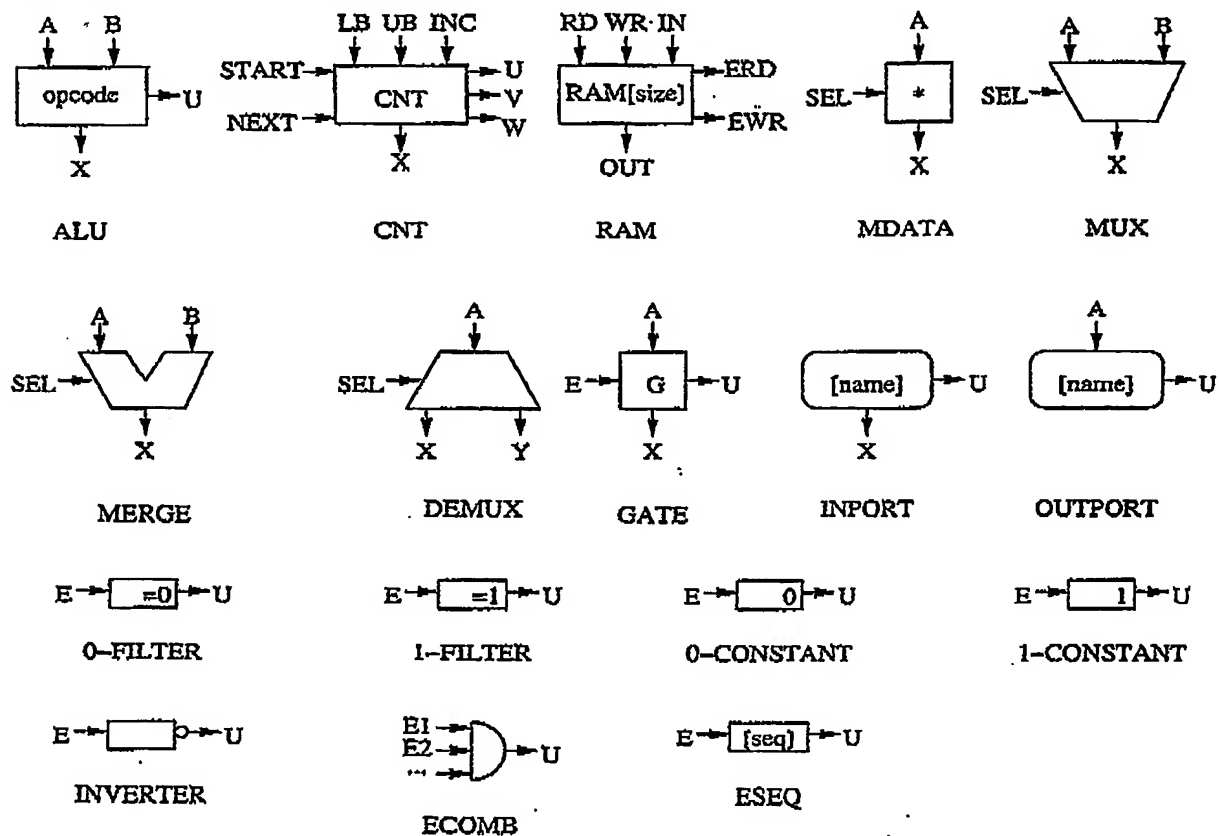 A B
opcode
U
X
ALU
LB UB INC
START
NEXT
CNT
U
V
W
X
CNT
RD WR IN
RAM[size]
ERD
EWR
OUT
RAM
A
SEL
*
X
MDATA
A B
SEL
X
MUX
A B
SEL
X
MERGE
A
SEL
X Y
DEMUX
A
E G U
X
GATE
[name] U
X
INPORT
A
[name] U
OUTPORT
E =0 U
0-FILTER
E =1 U
1-FILTER
E 0 U
0-CONSTANT
E 1 U
1-CONSTANT
E U
INVERTER
E1
E2
...
U
ECOMB
E [seq] U
ESEQ